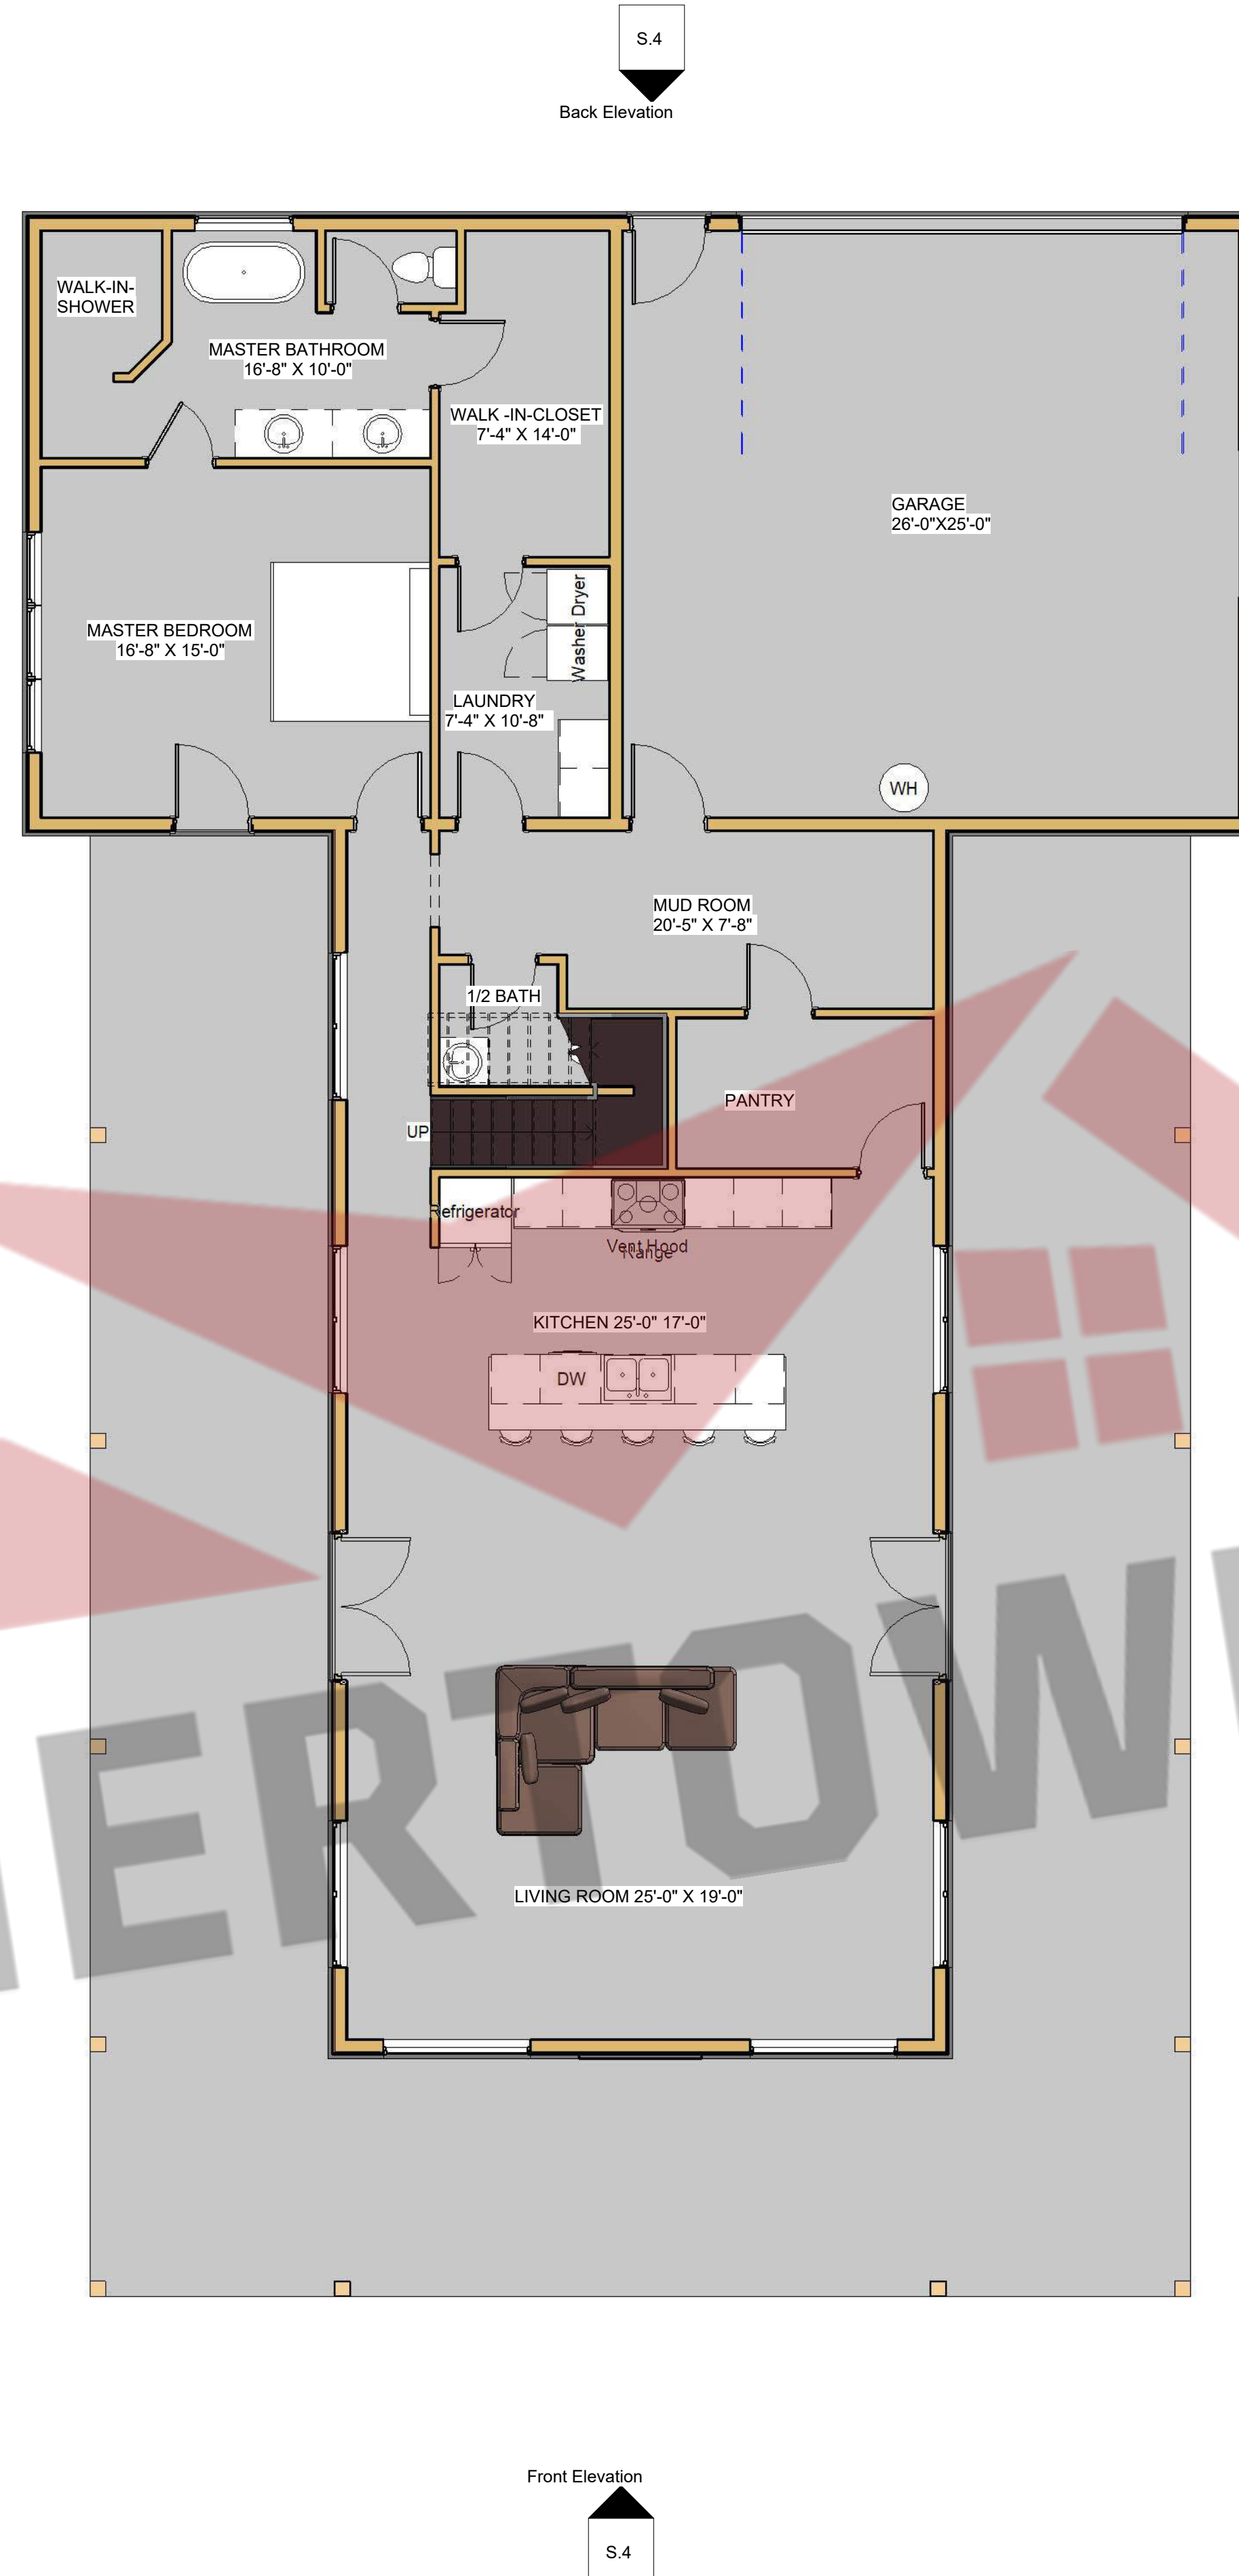 S.4
Back Elevation
WALK-IN-
SHOWER
MASTER BATHROOM
16'-8" X 10'-0"
WALK -IN-CLOSET
7'-4" X 14'-0"
GARAGE
26'-0"X25'-0"
Washer Dryer
MASTER BEDROOM
16'-8" X 15'-0"
LAUNDRY
7'-4" X 10'-8"
WH
MUD ROOM
20'-5" X 7'-8"
1/2 BATH
PANTRY
UP
Refrigerator
Vent Hood
Range
KITCHEN 25'-0" 17'-0"
DW
ERTOW
LIVING ROOM 25'-0" X 19'-0"
Front Elevation
S.4